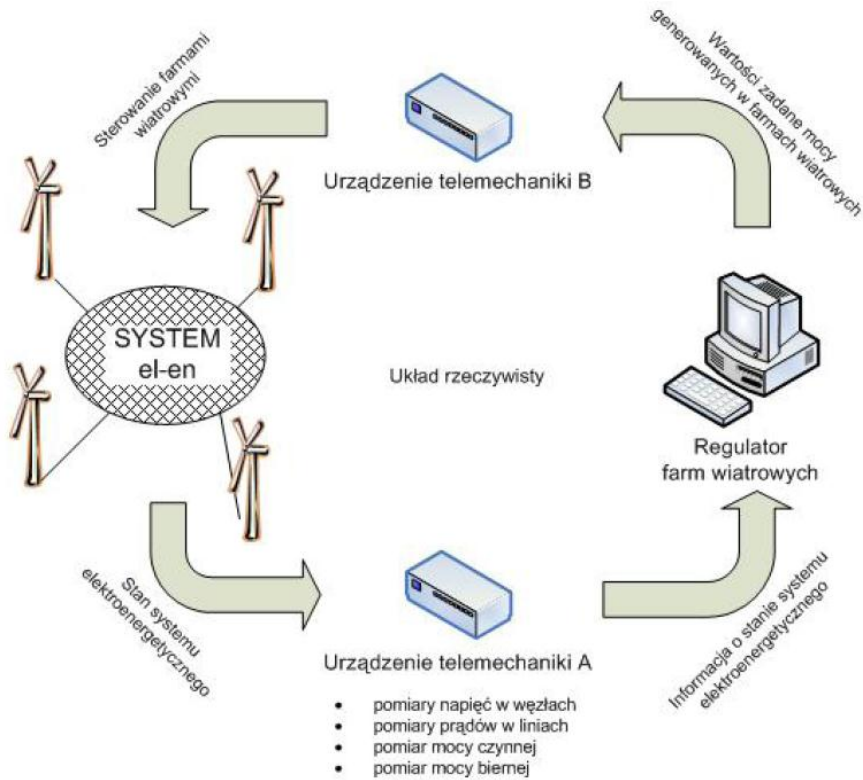 Sterowanie farmami
wiatrowymi
Wartości zadane mocy
generowanych w farmach wiatrowych
Urządzenie telemechaniki B
SYSTEM
el-en
Układ rzeczywisty
Regulator
farm wiatrowych
Stan systemu
elektroenergetycznego
Informacja o stanie systemu
elektroenergetycznego
Urządzenie telemechaniki A
• pomiary napięć w węzłach
• pomiary prądów w liniach
• pomiar mocy czynnej
• pomiar mocy biernej